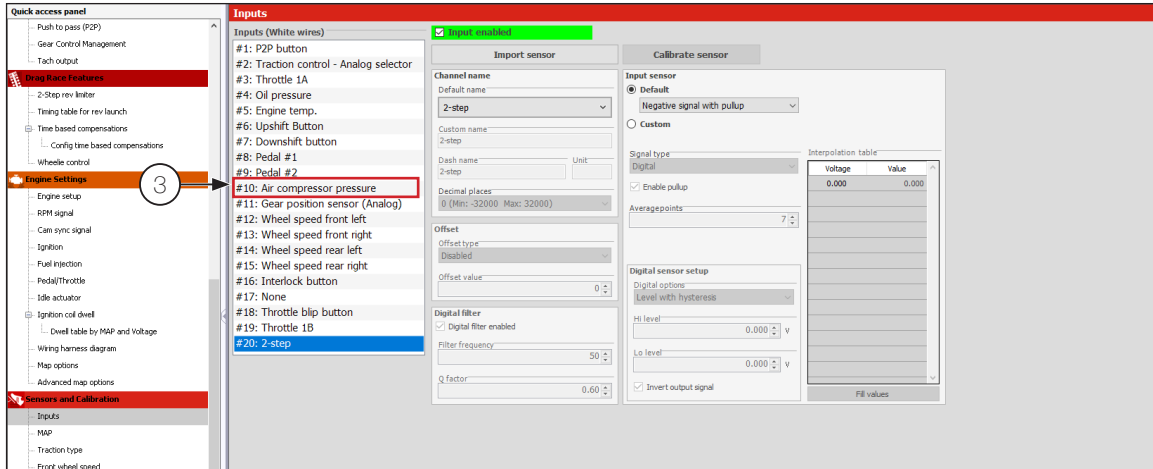 Quick access panel
Push to pass (P2P)
Gear Control Management
Tach output
Drag Race Features
2-Step rev limiter
Timing table for rev launch
Time based compensations
Config time based compensations
Wheelie control
Engine Settings
Engine setup
RPM signal
Cam sync signal
Ignition
Fuel injection
Pedal/Throttle
Idle actuator
Ignition coil dwell
Dwell table by MAP and Voltage
Wiring harness diagram
Map options
Advanced map options
Sensors and Calibration
Inputs
MAP
Traction type
Front wheel speed
3
Inputs
Inputs (White wires)
#1: P2P button
#2: Traction control - Analog selector
#3: Throttle 1A
#4: Oil pressure
#5: Engine temp.
#6: Upshift Button
#7: Downshift button
#8: Pedal #1
#9: Pedal #2
#10: Air compressor pressure
#11: Gear position sensor (Analog)
#12: Wheel speed front left
#13: Wheel speed front right
#14: Wheel speed rear left
#15: Wheel speed rear right
#16: Interlock button
#17: None
#18: Throttle blip button
#19: Throttle 1B
#20: 2-step
Input enabled
Import sensor
Calibrate sensor
Channel name
Default name
2-step
Custom name
2-step
Dash name Unit
2-step
Decimal places
0 (Min: -32000 Max: 32000)
Offset
Offset type
Disabled
Offset value
0
Digital filter
Digital filter enabled
Filter frequency
50
Q factor
0.60
Input sensor
Default
Negative signal with pullup
Custom
Signal type
Digital
Enable pullup
Averagepoints
7
Digital sensor setup
Digital options
Level with hysteress
Hi level
0.000 v
Lo level
0.000 v
Invert output signal
Interpolation table
Voltage Value
0.000 0.000
Fill values